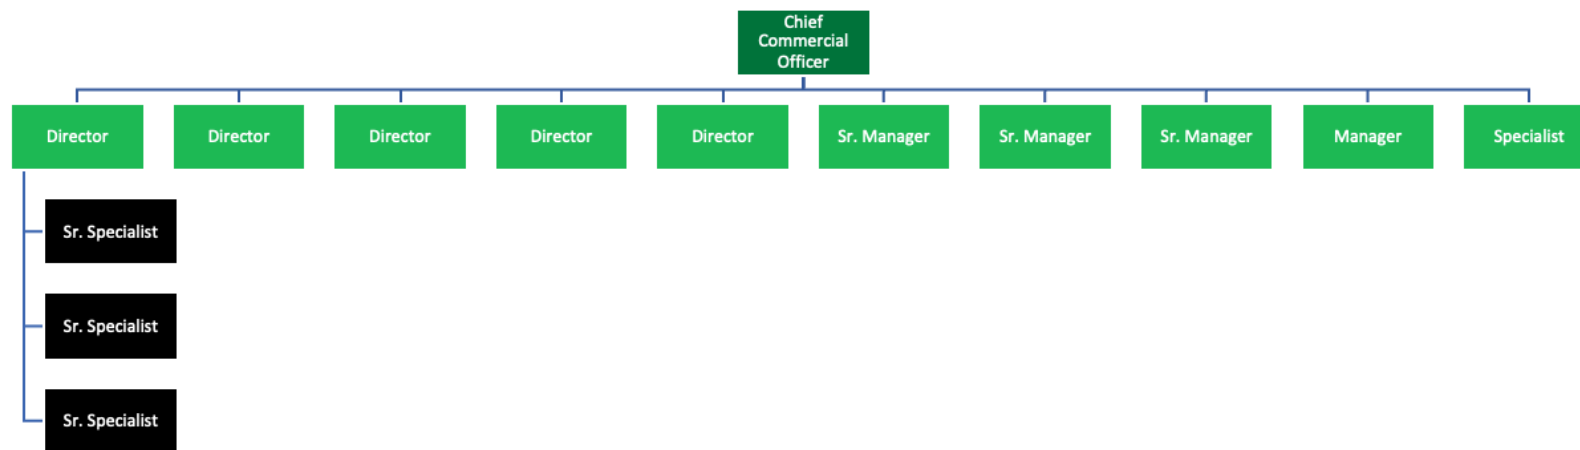 Chief
Commercial
Officer
Director
Director
Director
Director
Director
Sr. Manager
Sr. Manager
Sr. Manager
Manager
Specialist
Sr. Specialist
Sr. Specialist
Sr. Specialist